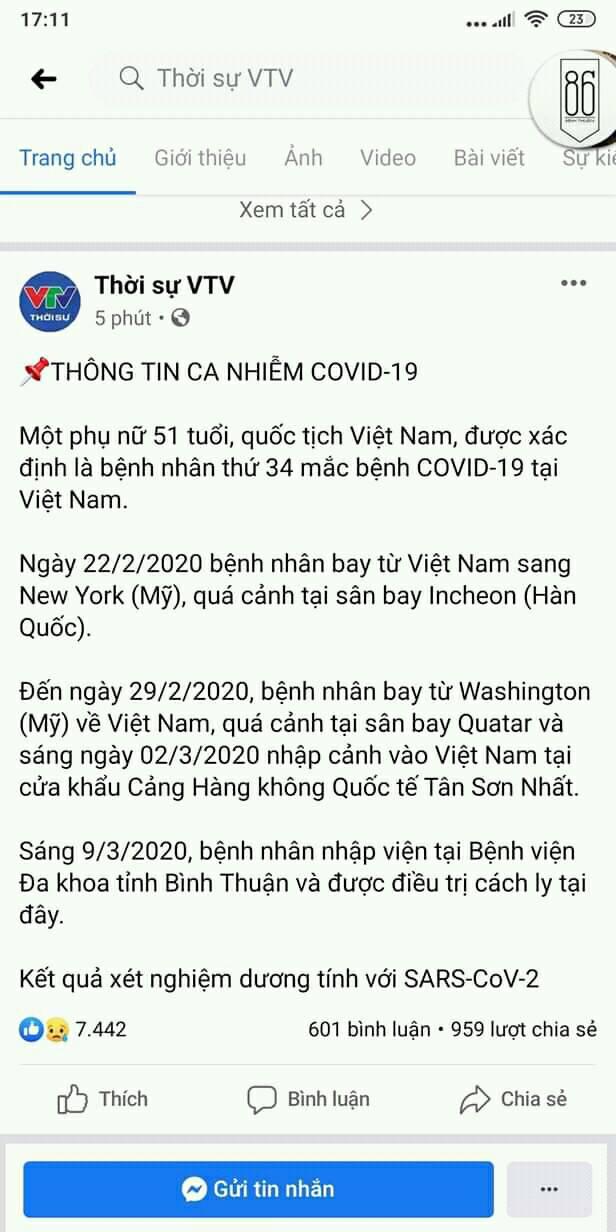 17:11
23
Thời sự VTV
86
BÌNH THUẬN
Trang chủ Giới thiệu Ảnh Video Bài viết Sự kiệ
Xem tất cả
VTV
THỜI SỰ
Thời sự VTV
5 phút •
📌THÔNG TIN CA NHIỄM COVID-19
Một phụ nữ 51 tuổi, quốc tịch Việt Nam, được xác
định là bệnh nhân thứ 34 mắc bệnh COVID-19 tại
Việt Nam.
Ngày 22/2/2020 bệnh nhân bay từ Việt Nam sang
New York (Mỹ), quá cảnh tại sân bay Incheon (Hàn
Quốc).
Đến ngày 29/2/2020, bệnh nhân bay từ Washington
(Mỹ) về Việt Nam, quá cảnh tại sân bay Quatar và
sáng ngày 02/3/2020 nhập cảnh vào Việt Nam tại
cửa khẩu Cảng Hàng không Quốc tế Tân Sơn Nhất.
Sáng 9/3/2020, bệnh nhân nhập viện tại Bệnh viện
Đa khoa tỉnh Bình Thuận và được điều trị cách ly tại
đây.
Kết quả xét nghiệm dương tính với SARS-CoV-2
7.442 601 bình luận • 959 lượt chia sẻ
Thích Bình luận Chia sẻ
Gửi tin nhắn